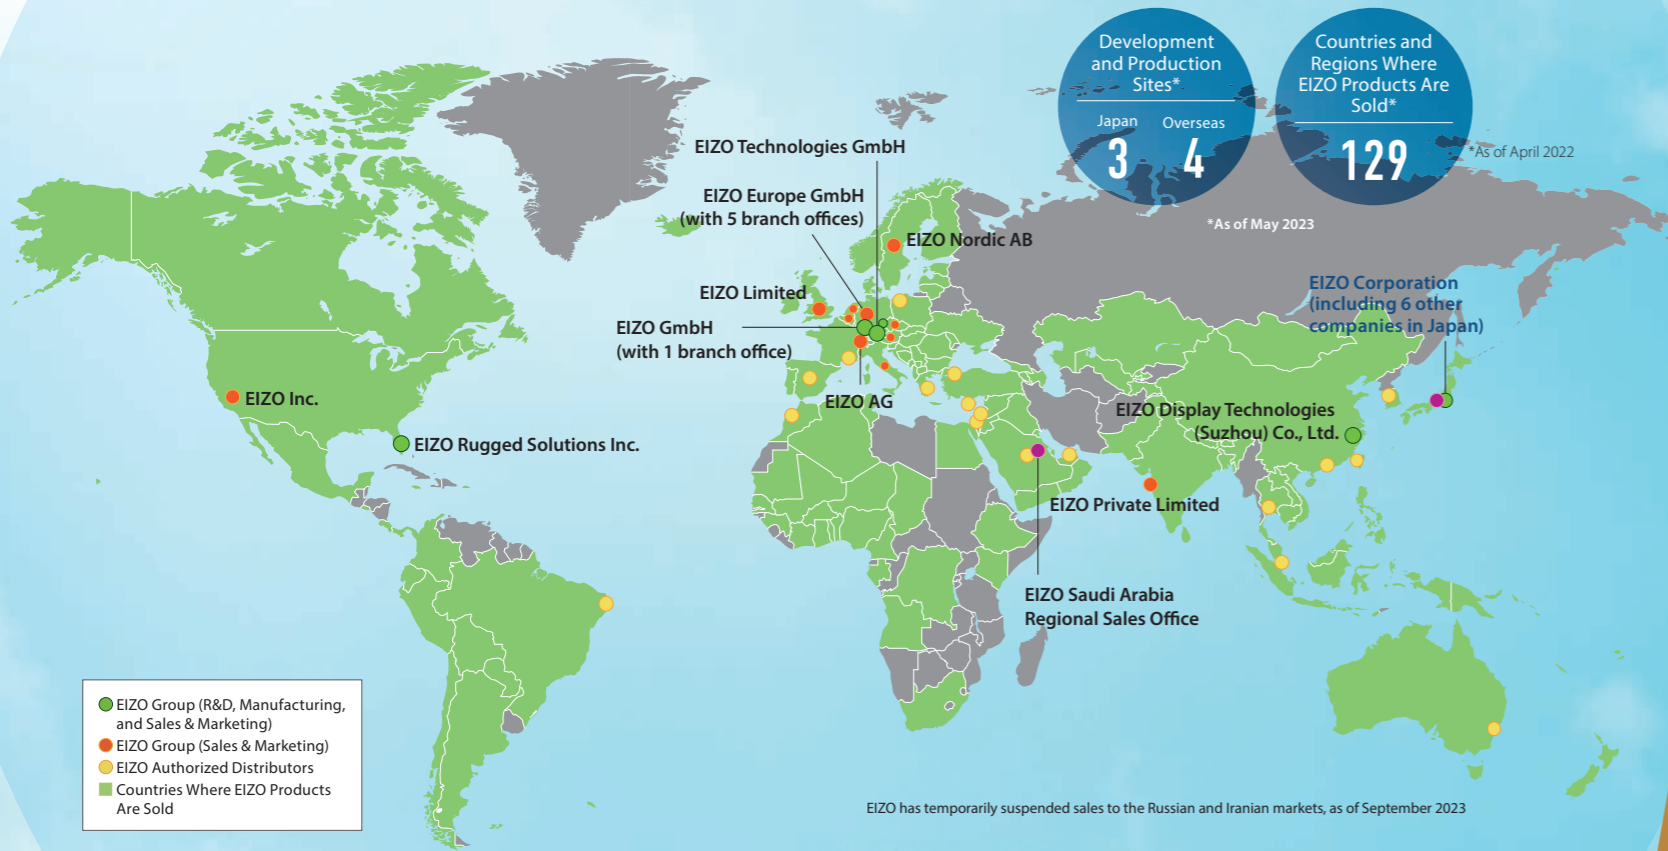 Development
and Production
Sites*
Japan
3
Overseas
4
Countries and
Regions Where
EIZO Products Are
Sold*
129
*As of April 2022
*As of May 2023
EIZO Technologies GmbH
EIZO Europe GmbH
(with 5 branch offices)
EIZO Nordic AB
EIZO Limited
EIZO GmbH
(with 1 branch office)
EIZO AG
EIZO Corporation
(including 6 other
companies in Japan)
EIZO Inc.
EIZO Rugged Solutions Inc.
EIZO Display Technologies
(Suzhou) Co., Ltd.
EIZO Private Limited
EIZO Saudi Arabia
Regional Sales Office
EIZO Group (R&D, Manufacturing,
and Sales & Marketing)
EIZO Group (Sales & Marketing)
EIZO Authorized Distributors
Countries Where EIZO Products
Are Sold
EIZO has temporarily suspended sales to the Russian and Iranian markets, as of September 2023